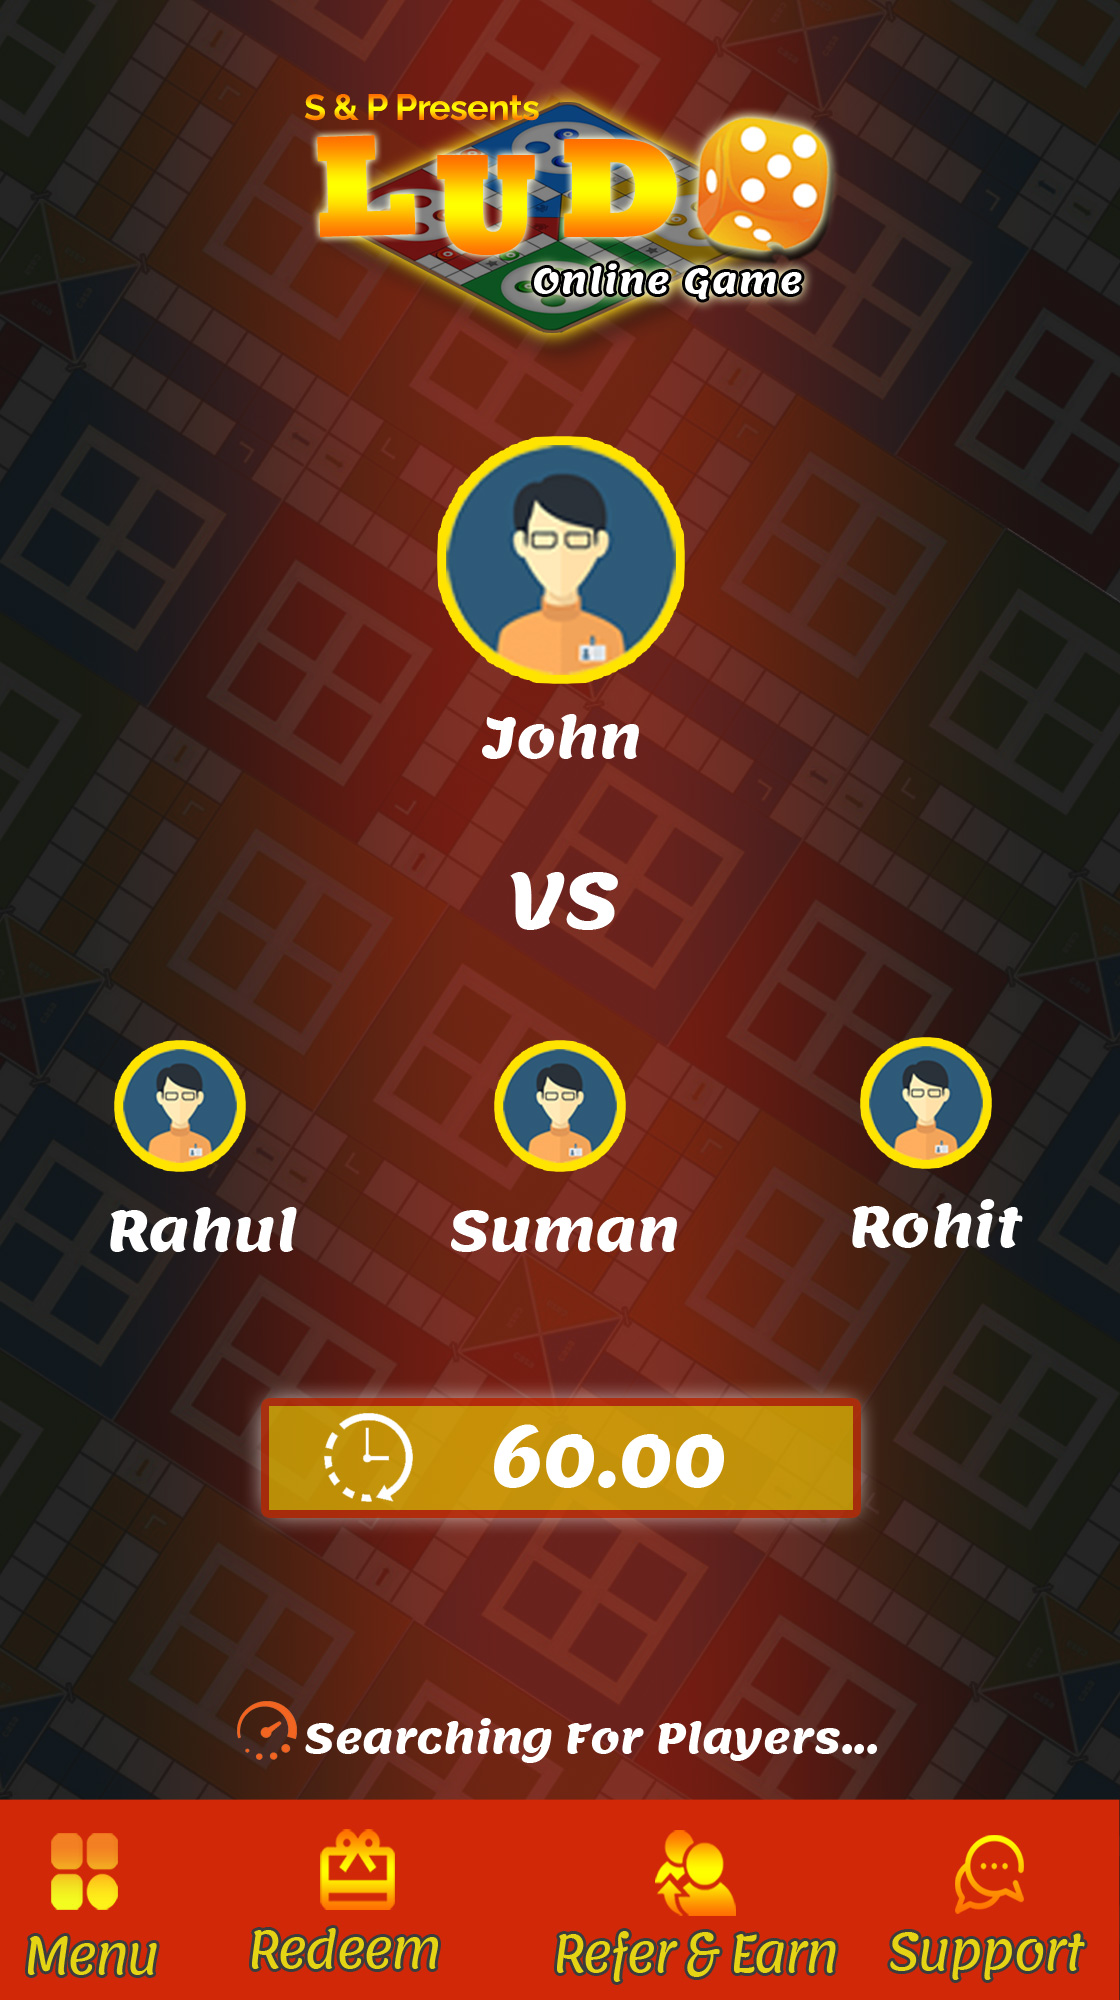 S & P Presents
LUDO
Online Game
John
VS
Rahul
Suman
Rohit
60.00
Searching For Players...
Menu
Redeem
Refer & Earn
Support